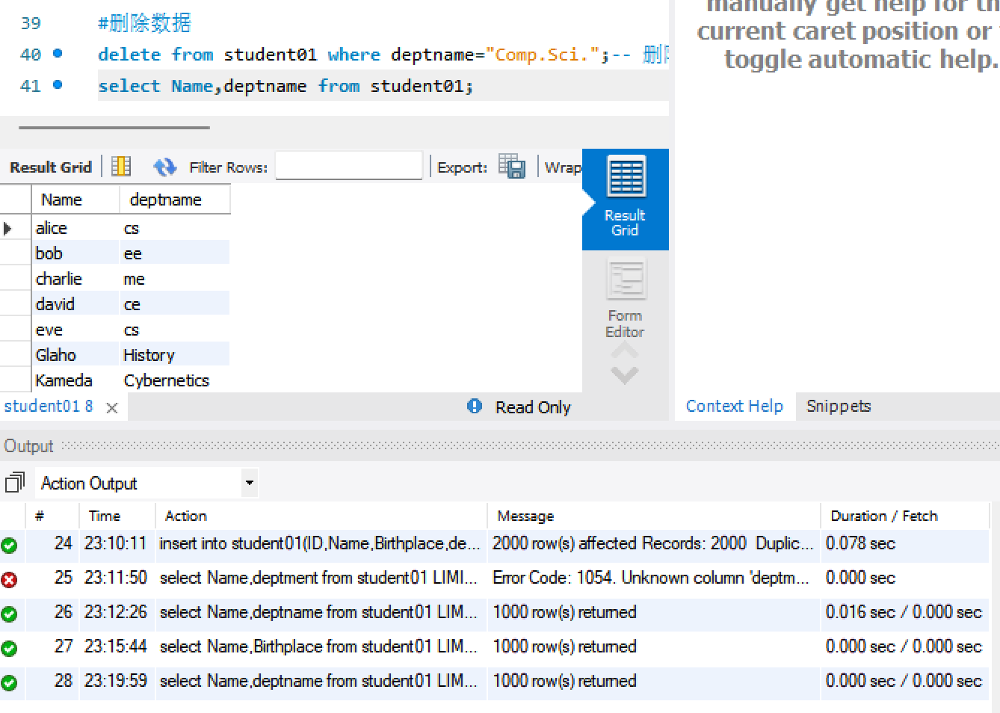 manually get help for th
current caret position or
toggle automatic help.
39 #删除数据
40 delete from student01 where deptname="Comp.Sci.";-- 删
41 select Name,deptname from student01;
Result Grid Filter Rows: Export: Wrap
Name deptname
alice cs
bob ee
charlie me
david ce
eve cs
Glaho History
Kameda Cybernetics
Result
Grid
Form
Editor
student01 8 Read Only
Context Help Snippets
Output
Action Output
# Time Action Message Duration / Fetch
24 23:10:11 insert into student01(ID,Name,Birthplace,de... 2000 row(s) affected Records: 2000 Duplic... 0.078 sec
25 23:11:50 select Name,deptment from student01 LIMI... Error Code: 1054. Unknown column 'deptm... 0.000 sec
26 23:12:26 select Name,deptname from student01 LIM... 1000 row(s) returned 0.016 sec / 0.000 sec
27 23:15:44 select Name,Birthplace from student01 LIM... 1000 row(s) returned 0.000 sec / 0.000 sec
28 23:19:59 select Name,deptname from student01 LIM... 1000 row(s) returned 0.000 sec / 0.000 sec